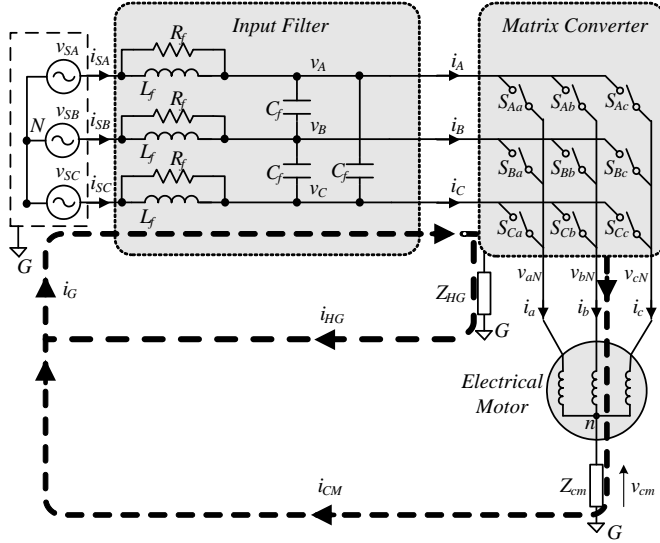 Input Filter
Matrix Converter
v_SA
i_SA
R_f
L_f
v_A
i_A
S_Aa
S_Ab
S_Ac
C_f
N
v_SB
i_SB
R_f
L_f
v_B
i_B
S_Ba
S_Bb
S_Bc
C_f
C_f
v_SC
i_SC
R_f
L_f
v_C
i_C
S_Ca
S_Cb
S_Cc
G
v_aN
v_bN
v_cN
i_G
Z_HG
i_a
i_b
i_c
i_HG
G
Electrical
Motor
n
i_CM
Z_cm
v_cm
G